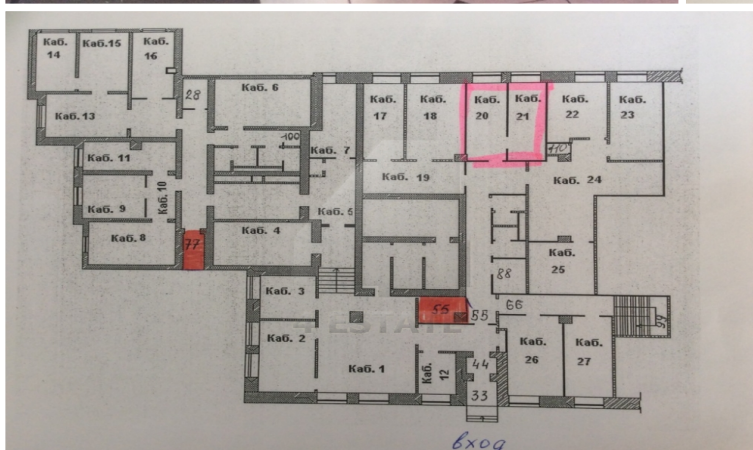 Каб. 14
Каб.15
Каб. 16
Каб. 13
28
Каб. 6
100
Каб. 11
Каб. 10
Каб. 9
Каб. 8
77
Каб. 4
Каб. 7
Каб. 5
Каб. 17
Каб. 18
Каб. 19
Каб. 20
Каб. 21
Каб. 22
Каб. 23
110
Каб. 24
Каб. 25
88
66
99
Каб. 3
Каб. 2
Каб. 1
55
55
4 ESTATE
Каб. 12
44
33
Каб. 26
Каб. 27
вход